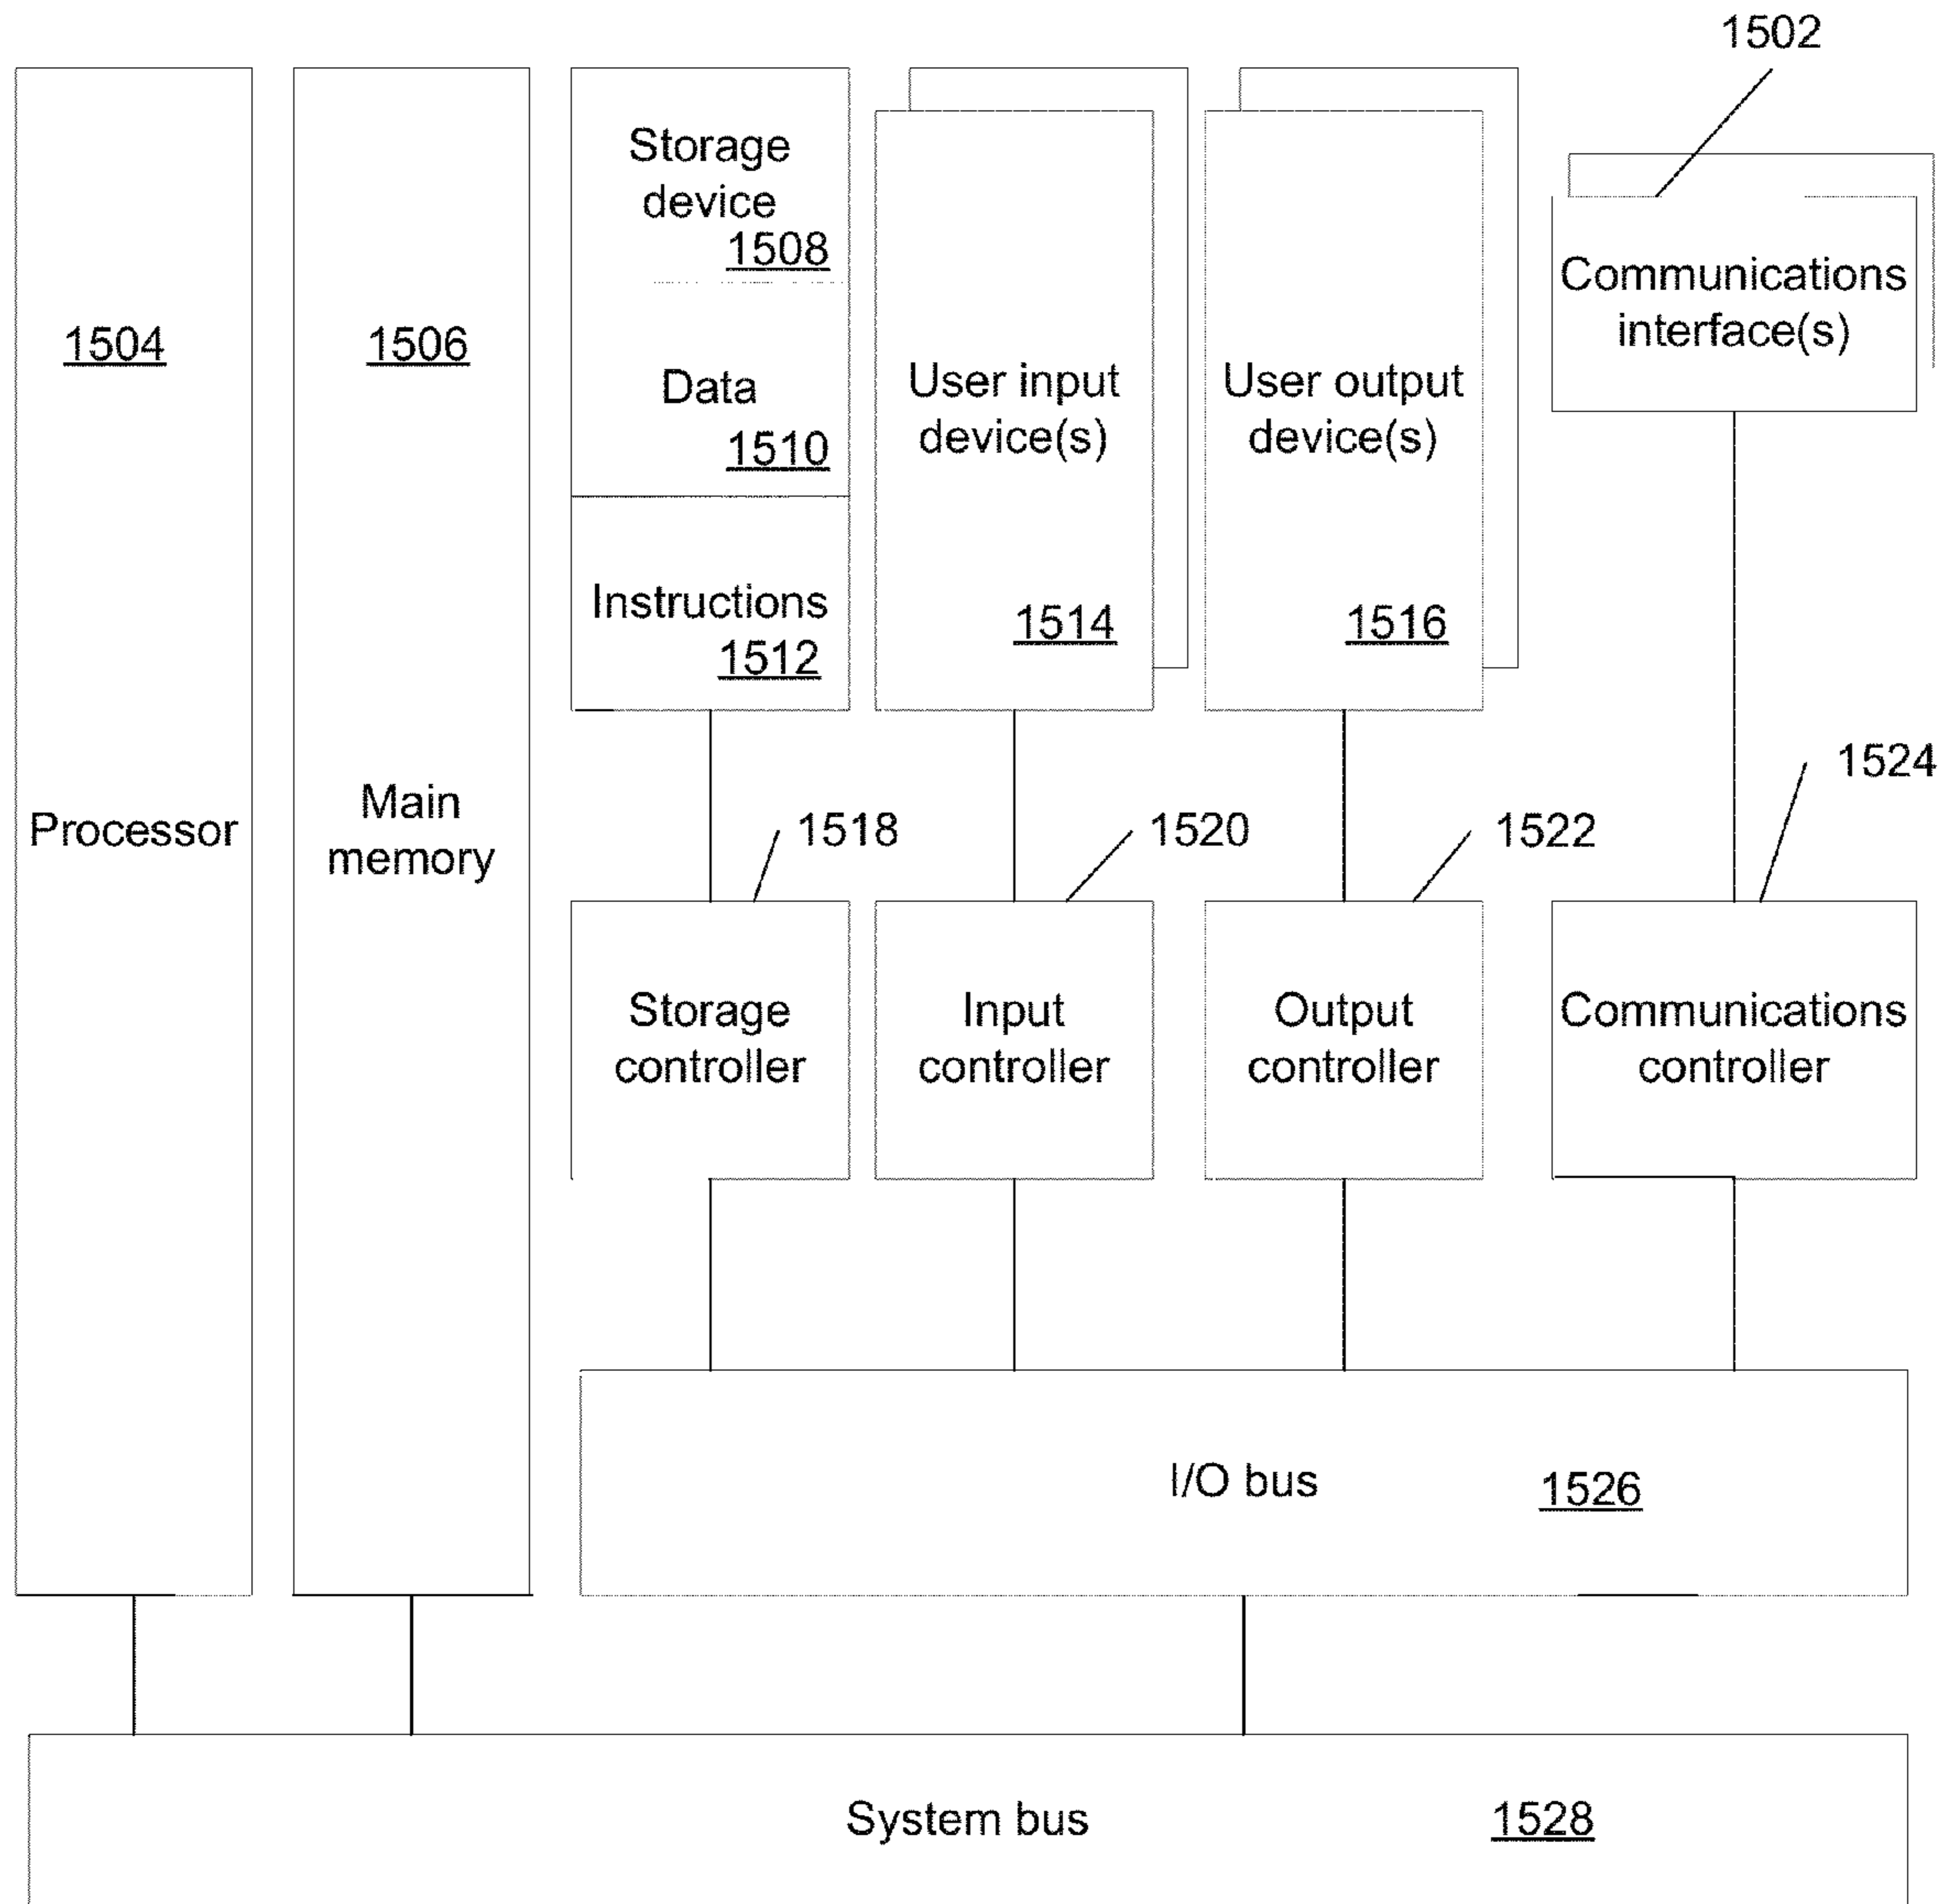 1502
Storage
device
1508
1504
1506
Data
1510
User input
device(s)
User output
device(s)
Communications
interface(s)
Instructions
1512
1514
1516
Processor
Main
memory
1518
1520
1522
1524
Storage
controller
Input
controller
Output
controller
Communications
controller
I/O bus
1526
System bus
1528